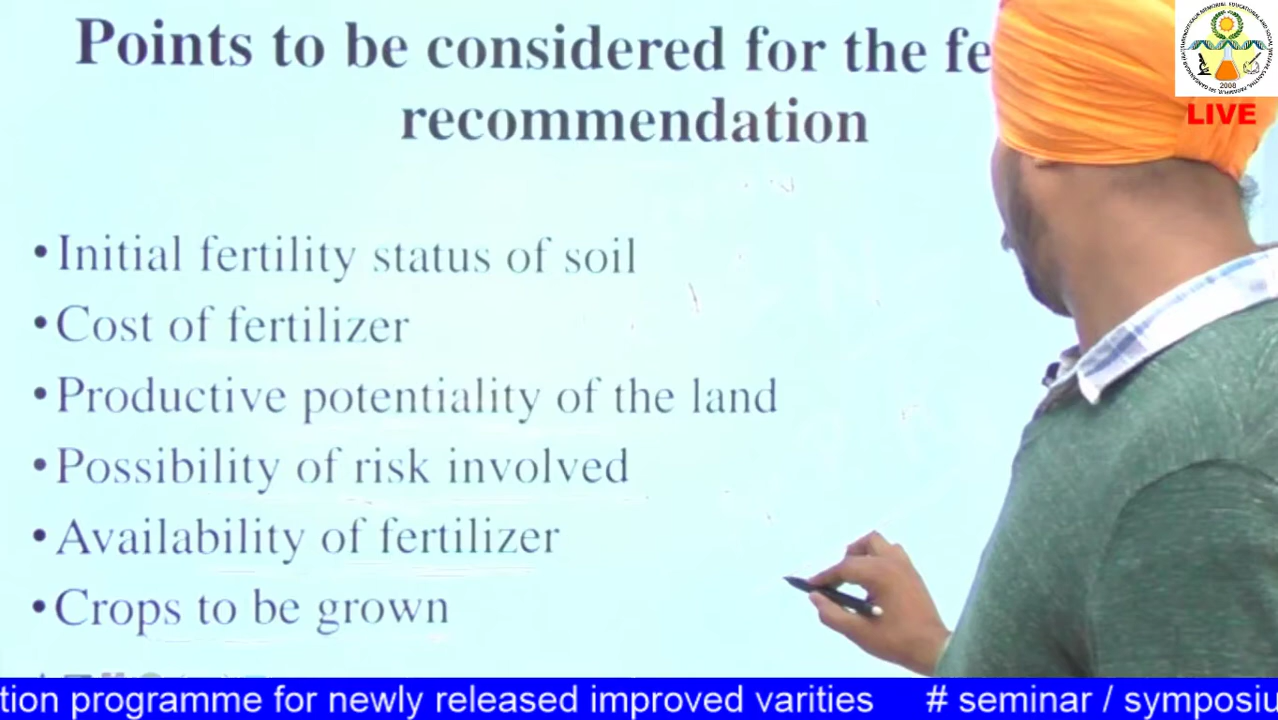 Points to be considered for the fe
recommendation
• Initial fertility status of soil
• Cost of fertilizer
• Productive potentiality of the land
• Possibility of risk involved
• Availability of fertilizer
• Crops to be grown
2008
LIVE
tion programme for newly released improved varities # seminar / symposiu